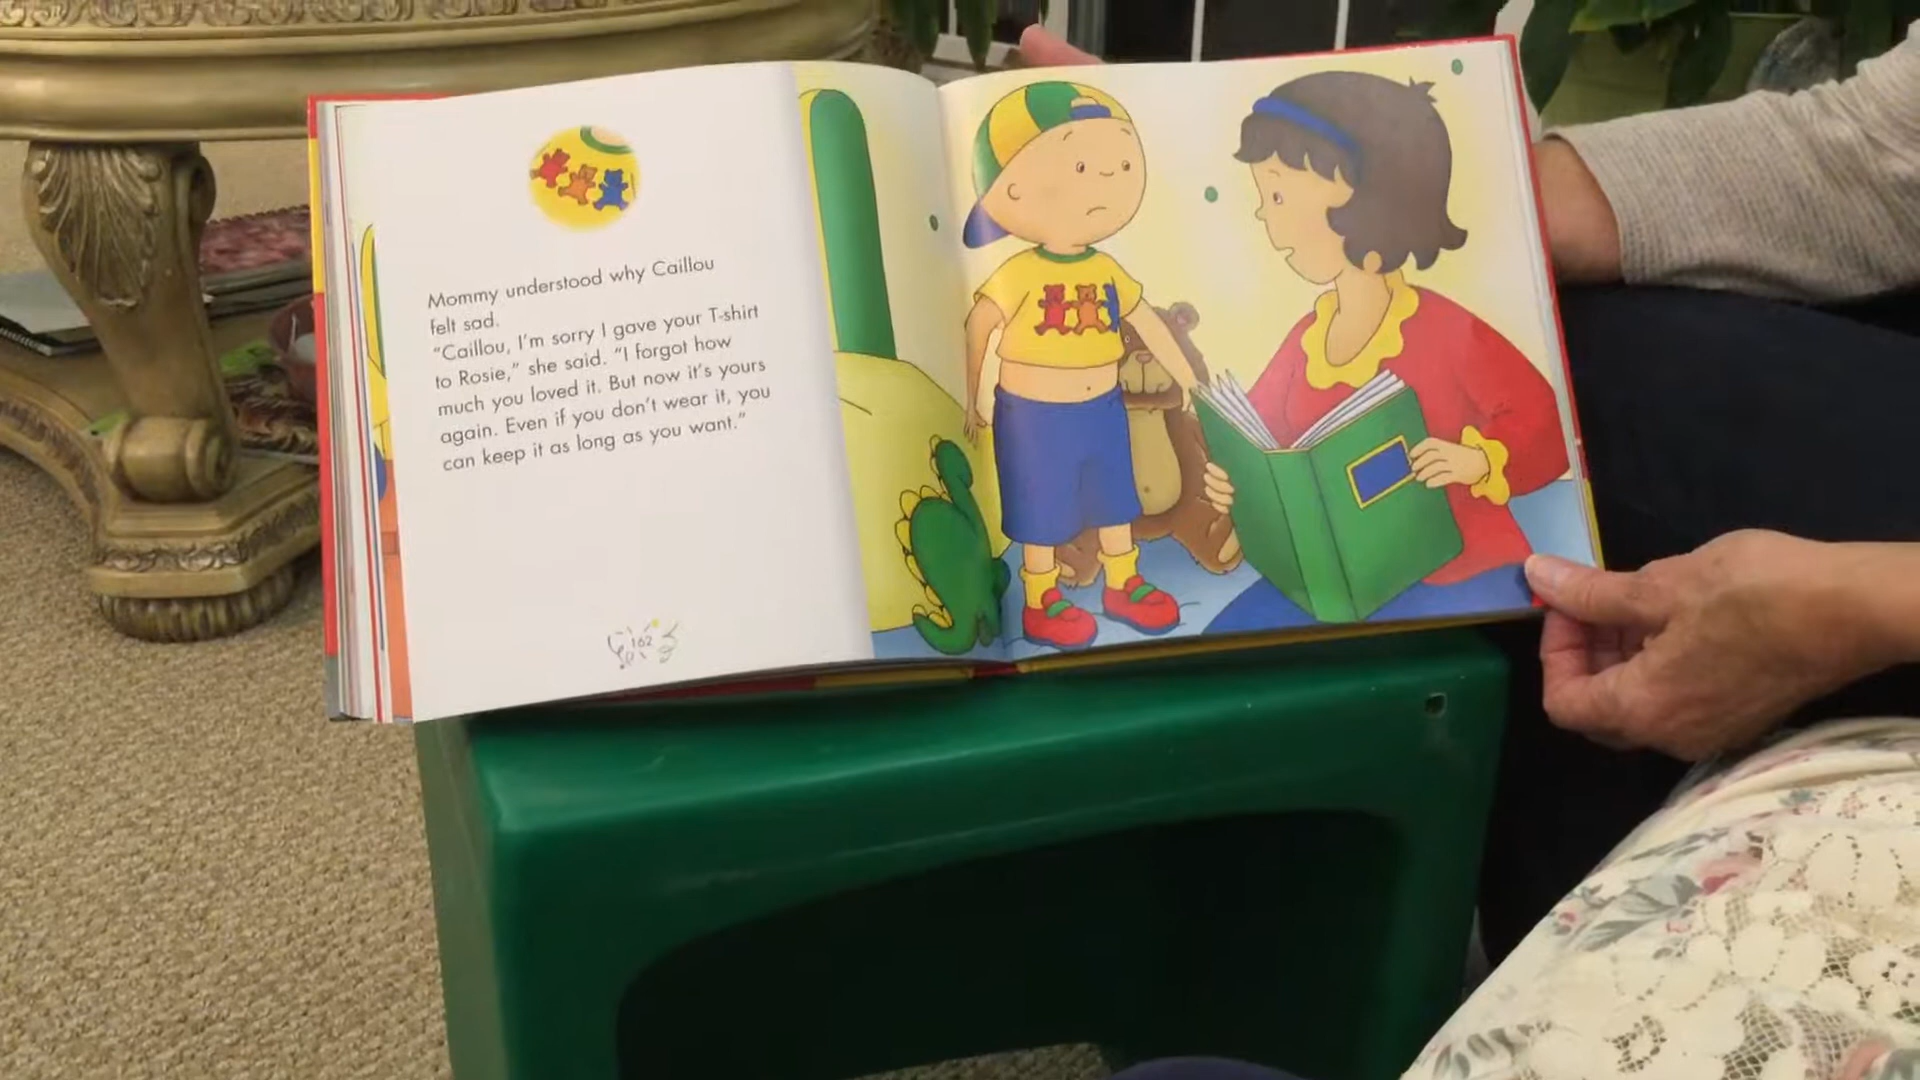 Mommy understood why Caillou
felt sad.
“Caillou, I’m sorry I gave your T-shirt
to Rosie,” she said. “I forgot how
much you loved it. But now it’s yours
again. Even if you don’t wear it, you
can keep it as long as you want.”
162